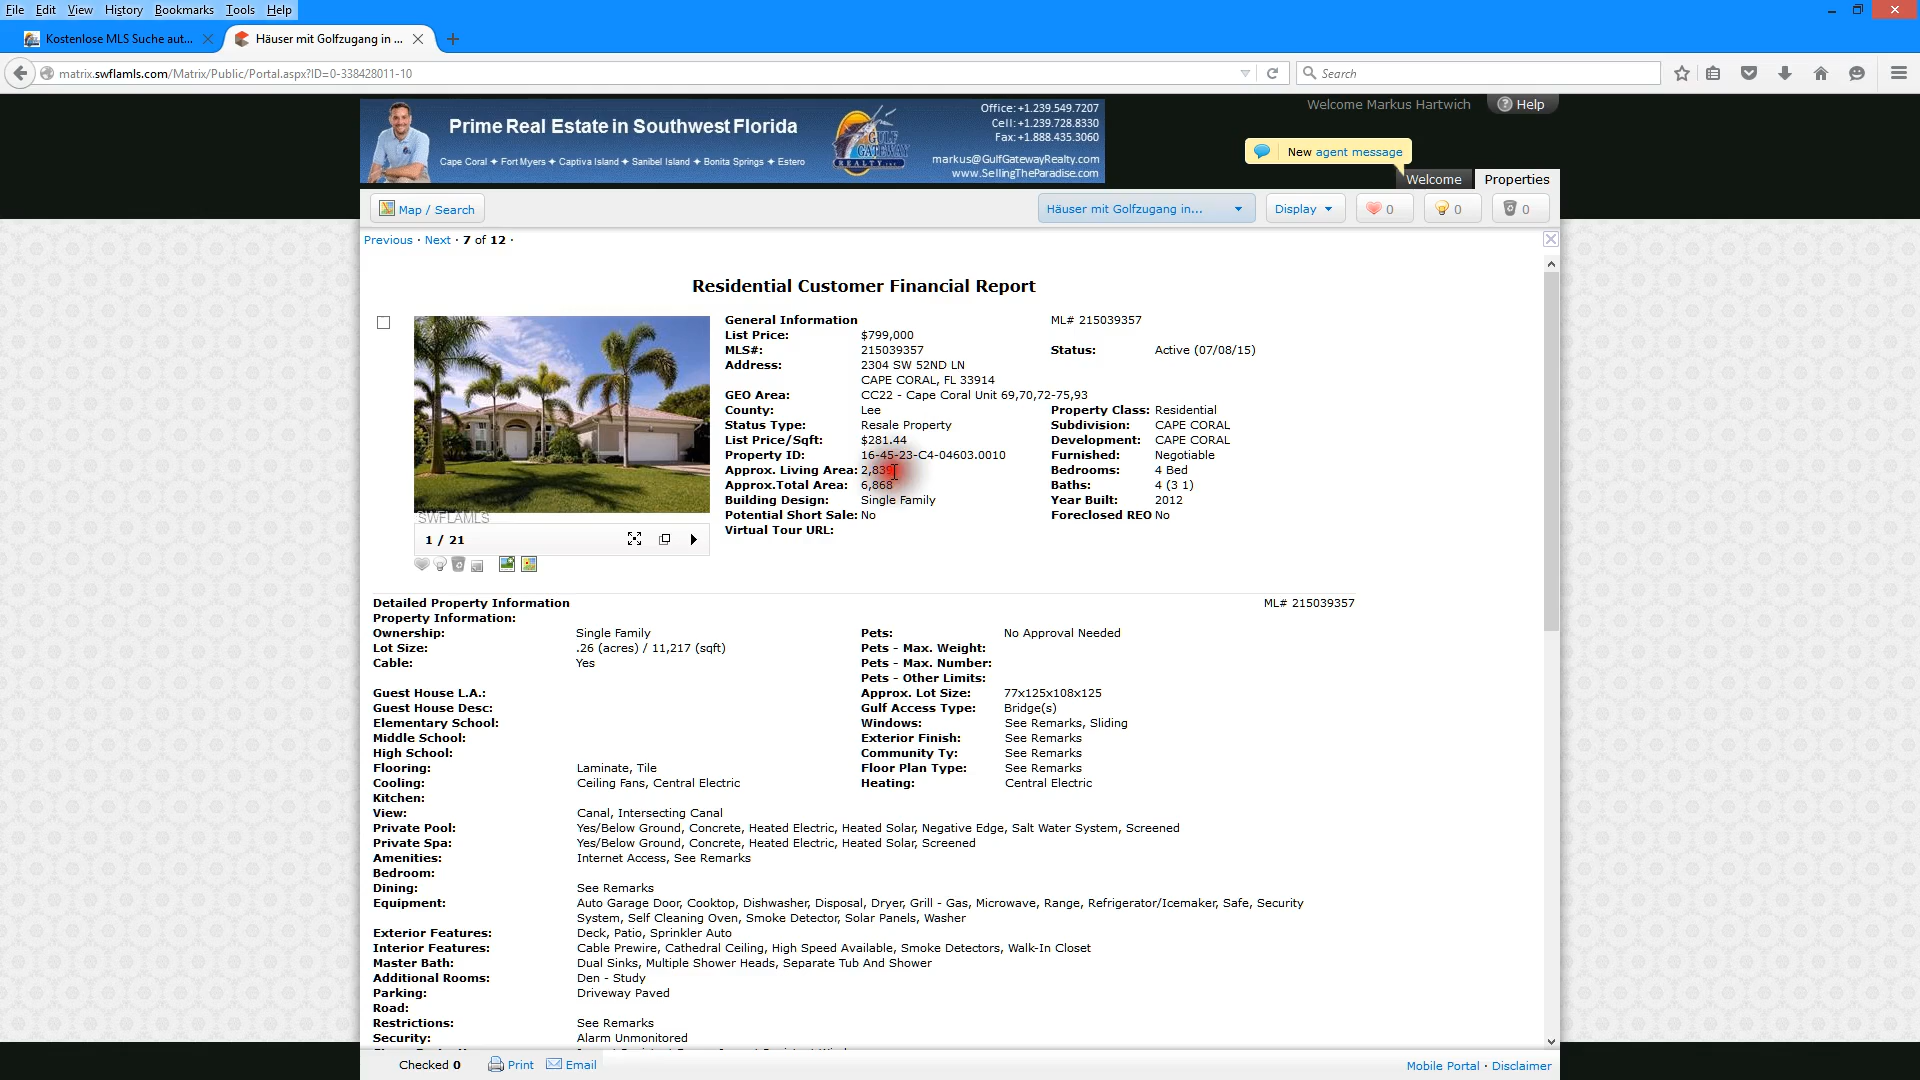 File Edit View History Bookmarks Tools Help
Kostenlose MLS Suche aut... Häuser mit Golfzugang in ...
matrix.swflamls.com/Matrix/Public/Portal.aspx?ID=0-338428011-10 Search
Prime Real Estate in Southwest Florida
Cape Coral ✦ Fort Myers ✦ Captiva Island ✦ Sanibel Island ✦ Bonita Springs ✦ Estero
GULF GATEWAY REALTY, INC.
Office: +1.239.549.7207
Cell: +1.239.728.8330
Fax: +1.888.435.3060
markus@GulfGatewayRealty.com
www.SellingTheParadise.com
Welcome Markus Hartwich Help
New agent message
Welcome Properties
Map / Search Häuser mit Golfzugang in... Display 0 0 0
Previous · Next · 7 of 12 ·
Residential Customer Financial Report
SWFLAMLS
1 / 21
General Information ML# 215039357
List Price: $799,000
MLS#: 215039357 Status: Active (07/08/15)
Address: 2304 SW 52ND LN
CAPE CORAL, FL 33914
GEO Area: CC22 - Cape Coral Unit 69,70,72-75,93
County: Lee Property Class: Residential
Status Type: Resale Property Subdivision: CAPE CORAL
List Price/Sqft: $281.44 Development: CAPE CORAL
Property ID: 16-45-23-C4-04603.0010 Furnished: Negotiable
Approx. Living Area: 2,839 Bedrooms: 4 Bed
Approx.Total Area: 6,868 Baths: 4 (3 1)
Building Design: Single Family Year Built: 2012
Potential Short Sale: No Foreclosed REO No
Virtual Tour URL:
Detailed Property Information ML# 215039357
Property Information:
Ownership: Single Family Pets: No Approval Needed
Lot Size: .26 (acres) / 11,217 (sqft) Pets - Max. Weight:
Cable: Yes Pets - Max. Number:
Pets - Other Limits:
Guest House L.A.: Approx. Lot Size: 77x125x108x125
Guest House Desc: Gulf Access Type: Bridge(s)
Elementary School: Windows: See Remarks, Sliding
Middle School: Exterior Finish: See Remarks
High School: Community Ty: See Remarks
Flooring: Laminate, Tile Floor Plan Type: See Remarks
Cooling: Ceiling Fans, Central Electric Heating: Central Electric
Kitchen:
View: Canal, Intersecting Canal
Private Pool: Yes/Below Ground, Concrete, Heated Electric, Heated Solar, Negative Edge, Salt Water System, Screened
Private Spa: Yes/Below Ground, Concrete, Heated Electric, Heated Solar, Screened
Amenities: Internet Access, See Remarks
Bedroom:
Dining: See Remarks
Equipment: Auto Garage Door, Cooktop, Dishwasher, Disposal, Dryer, Grill - Gas, Microwave, Range, Refrigerator/Icemaker, Safe, Security
System, Self Cleaning Oven, Smoke Detector, Solar Panels, Washer
Exterior Features: Deck, Patio, Sprinkler Auto
Interior Features: Cable Prewire, Cathedral Ceiling, High Speed Available, Smoke Detectors, Walk-In Closet
Master Bath: Dual Sinks, Multiple Shower Heads, Separate Tub And Shower
Additional Rooms: Den - Study
Parking: Driveway Paved
Road:
Restrictions: See Remarks
Security: Alarm Unmonitored
Checked 0 Print Email Mobile Portal · Disclaimer